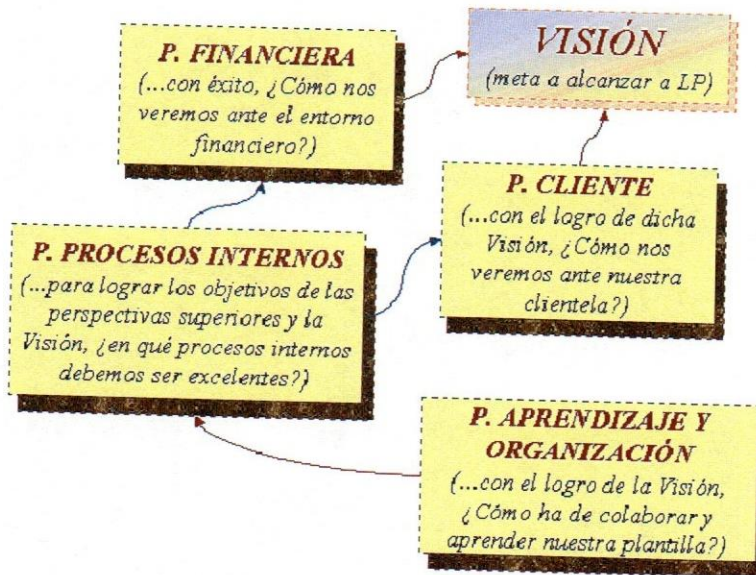 P. FINANCIERA
(...con éxito, ¿Cómo nos
veremos ante el entorno
financiero?)
VISIÓN
(meta a alcanzar a LP)
P. CLIENTE
(...con el logro de dicha
Visión, ¿Cómo nos
veremos ante nuestra
clientela?)
P. PROCESOS INTERNOS
(...para lograr los objetivos de las
perspectivas superiores y la
Visión, ¿en qué procesos internos
debemos ser excelentes?)
P. APRENDIZAJE Y
ORGANIZACIÓN
(...con el logro de la Visión,
¿Cómo ha de colaborar y
aprender nuestra plantilla?)